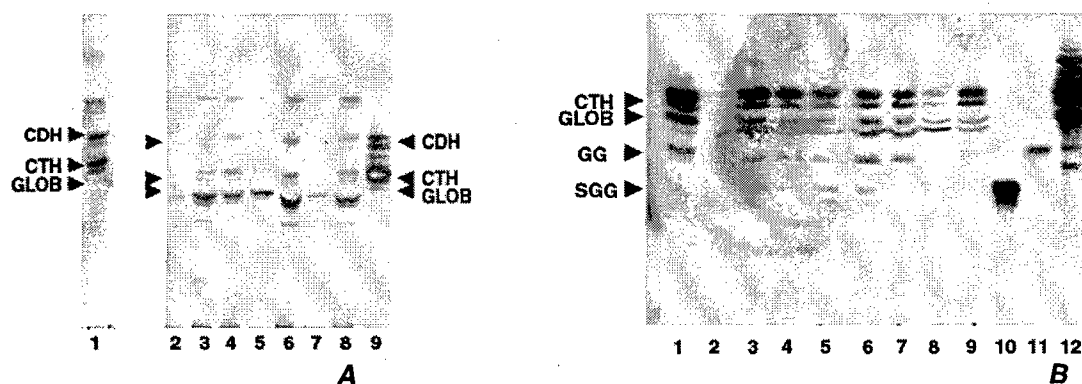 CDH
CTH
GLOB
CDH
CTH
GLOB
1 2 3 4 5 6 7 8 9
A
CTH
GLOB
GG
SGG
1 2 3 4 5 6 7 8 9 10 11 12
B